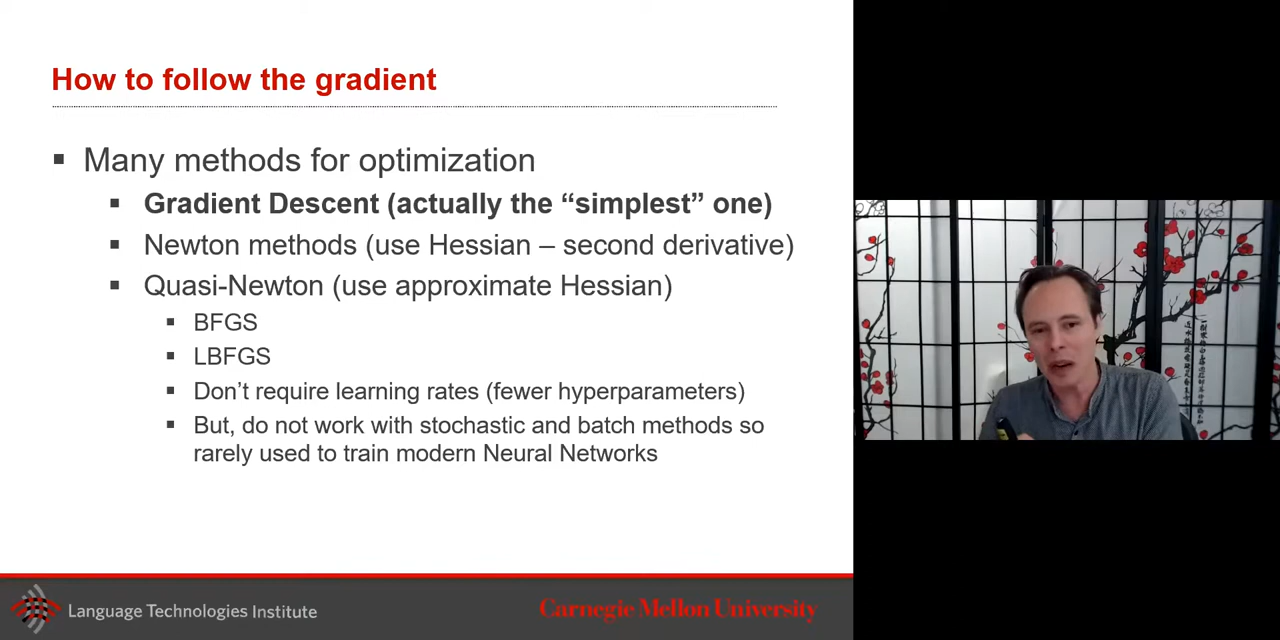 How to follow the gradient
▪ Many methods for optimization
▪ Gradient Descent (actually the “simplest” one)
▪ Newton methods (use Hessian – second derivative)
▪ Quasi-Newton (use approximate Hessian)
▪ BFGS
▪ LBFGS
▪ Don’t require learning rates (fewer hyperparameters)
▪ But, do not work with stochastic and batch methods so
rarely used to train modern Neural Networks
Language Technologies Institute
Carnegie Mellon University